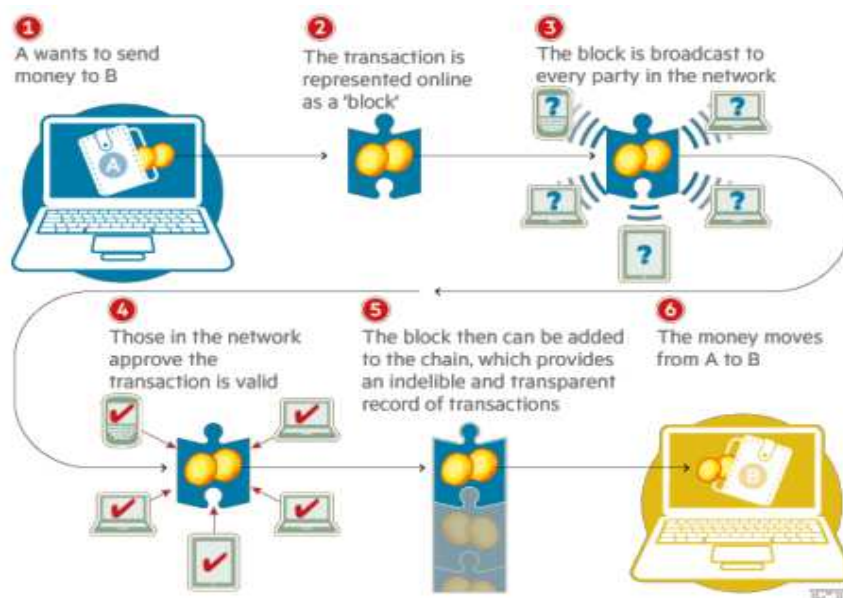 1
A wants to send
money to B
A
2
The transaction is
represented online
as a 'block'
3
The block is broadcast to
every party in the network
?
?
?
?
?
4
Those in the network
approve the
transaction is valid
5
The block then can be added
to the chain, which provides
an indelible and transparent
record of transactions
6
The money moves
from A to B
B